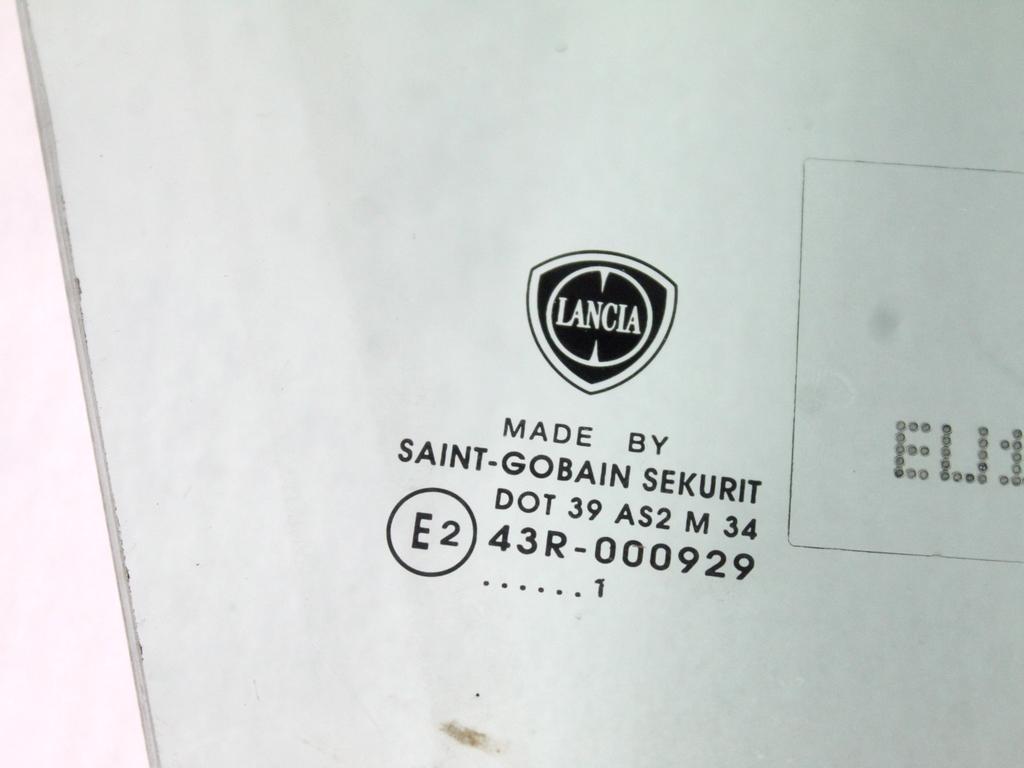 LANCIA
MADE BY
SAINT-GOBAIN SEKURIT
DOT 39 AS2 M 34
E2 43R-000929
......1